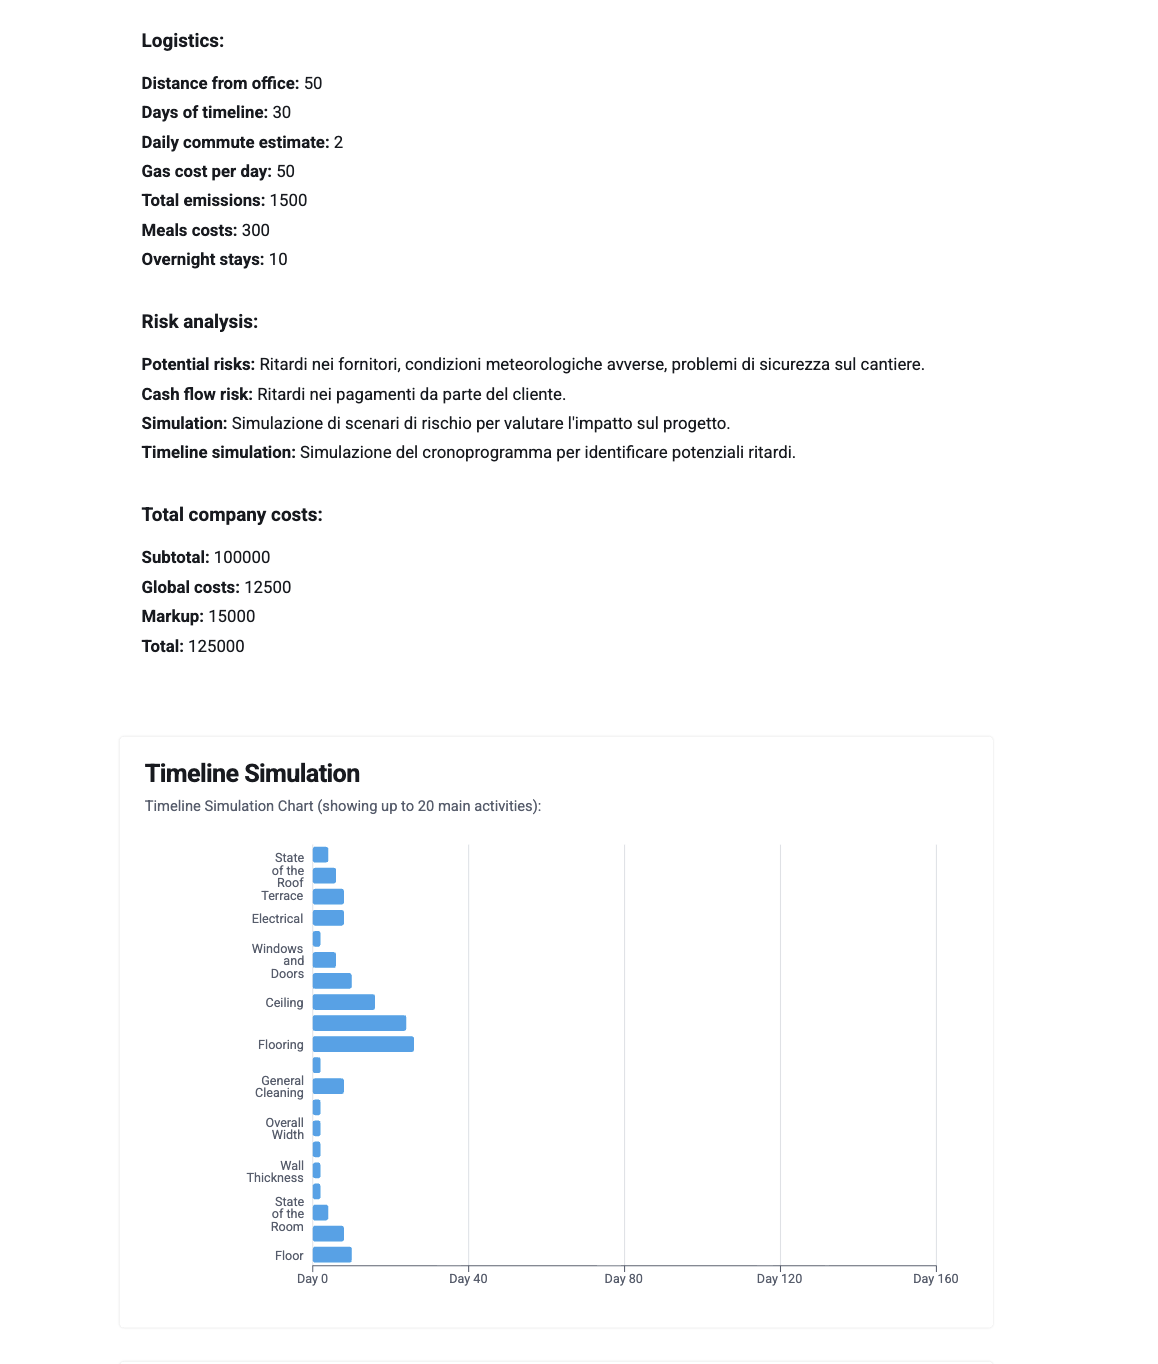 Logistics:
Distance from office: 50
Days of timeline: 30
Daily commute estimate: 2
Gas cost per day: 50
Total emissions: 1500
Meals costs: 300
Overnight stays: 10
Risk analysis:
Potential risks: Ritardi nei fornitori, condizioni meteorologiche avverse, problemi di sicurezza sul cantiere.
Cash flow risk: Ritardi nei pagamenti da parte del cliente.
Simulation: Simulazione di scenari di rischio per valutare l'impatto sul progetto.
Timeline simulation: Simulazione del cronoprogramma per identificare potenziali ritardi.
Total company costs:
Subtotal: 100000
Global costs: 12500
Markup: 15000
Total: 125000
Timeline Simulation
Timeline Simulation Chart (showing up to 20 main activities):
State
of the
Roof
Terrace
Electrical
Windows
and
Doors
Ceiling
Flooring
General
Cleaning
Overall
Width
Wall
Thickness
State
of the
Room
Floor
Day 0
Day 40
Day 80
Day 120
Day 160